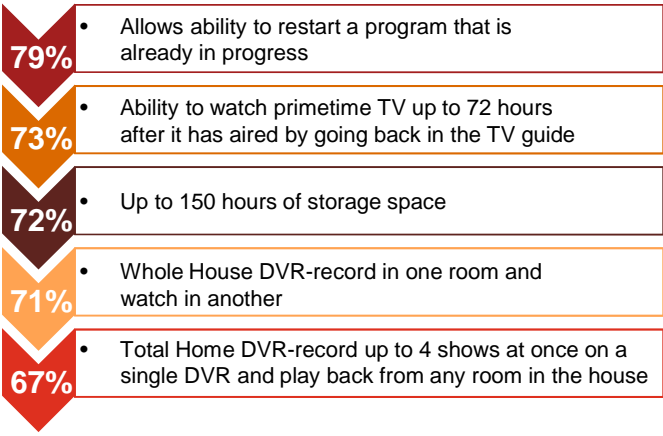 79%
• Allows ability to restart a program that is
already in progress
73%
• Ability to watch primetime TV up to 72 hours
after it has aired by going back in the TV guide
72%
• Up to 150 hours of storage space
71%
• Whole House DVR-record in one room and
watch in another
67%
• Total Home DVR-record up to 4 shows at once on a
single DVR and play back from any room in the house